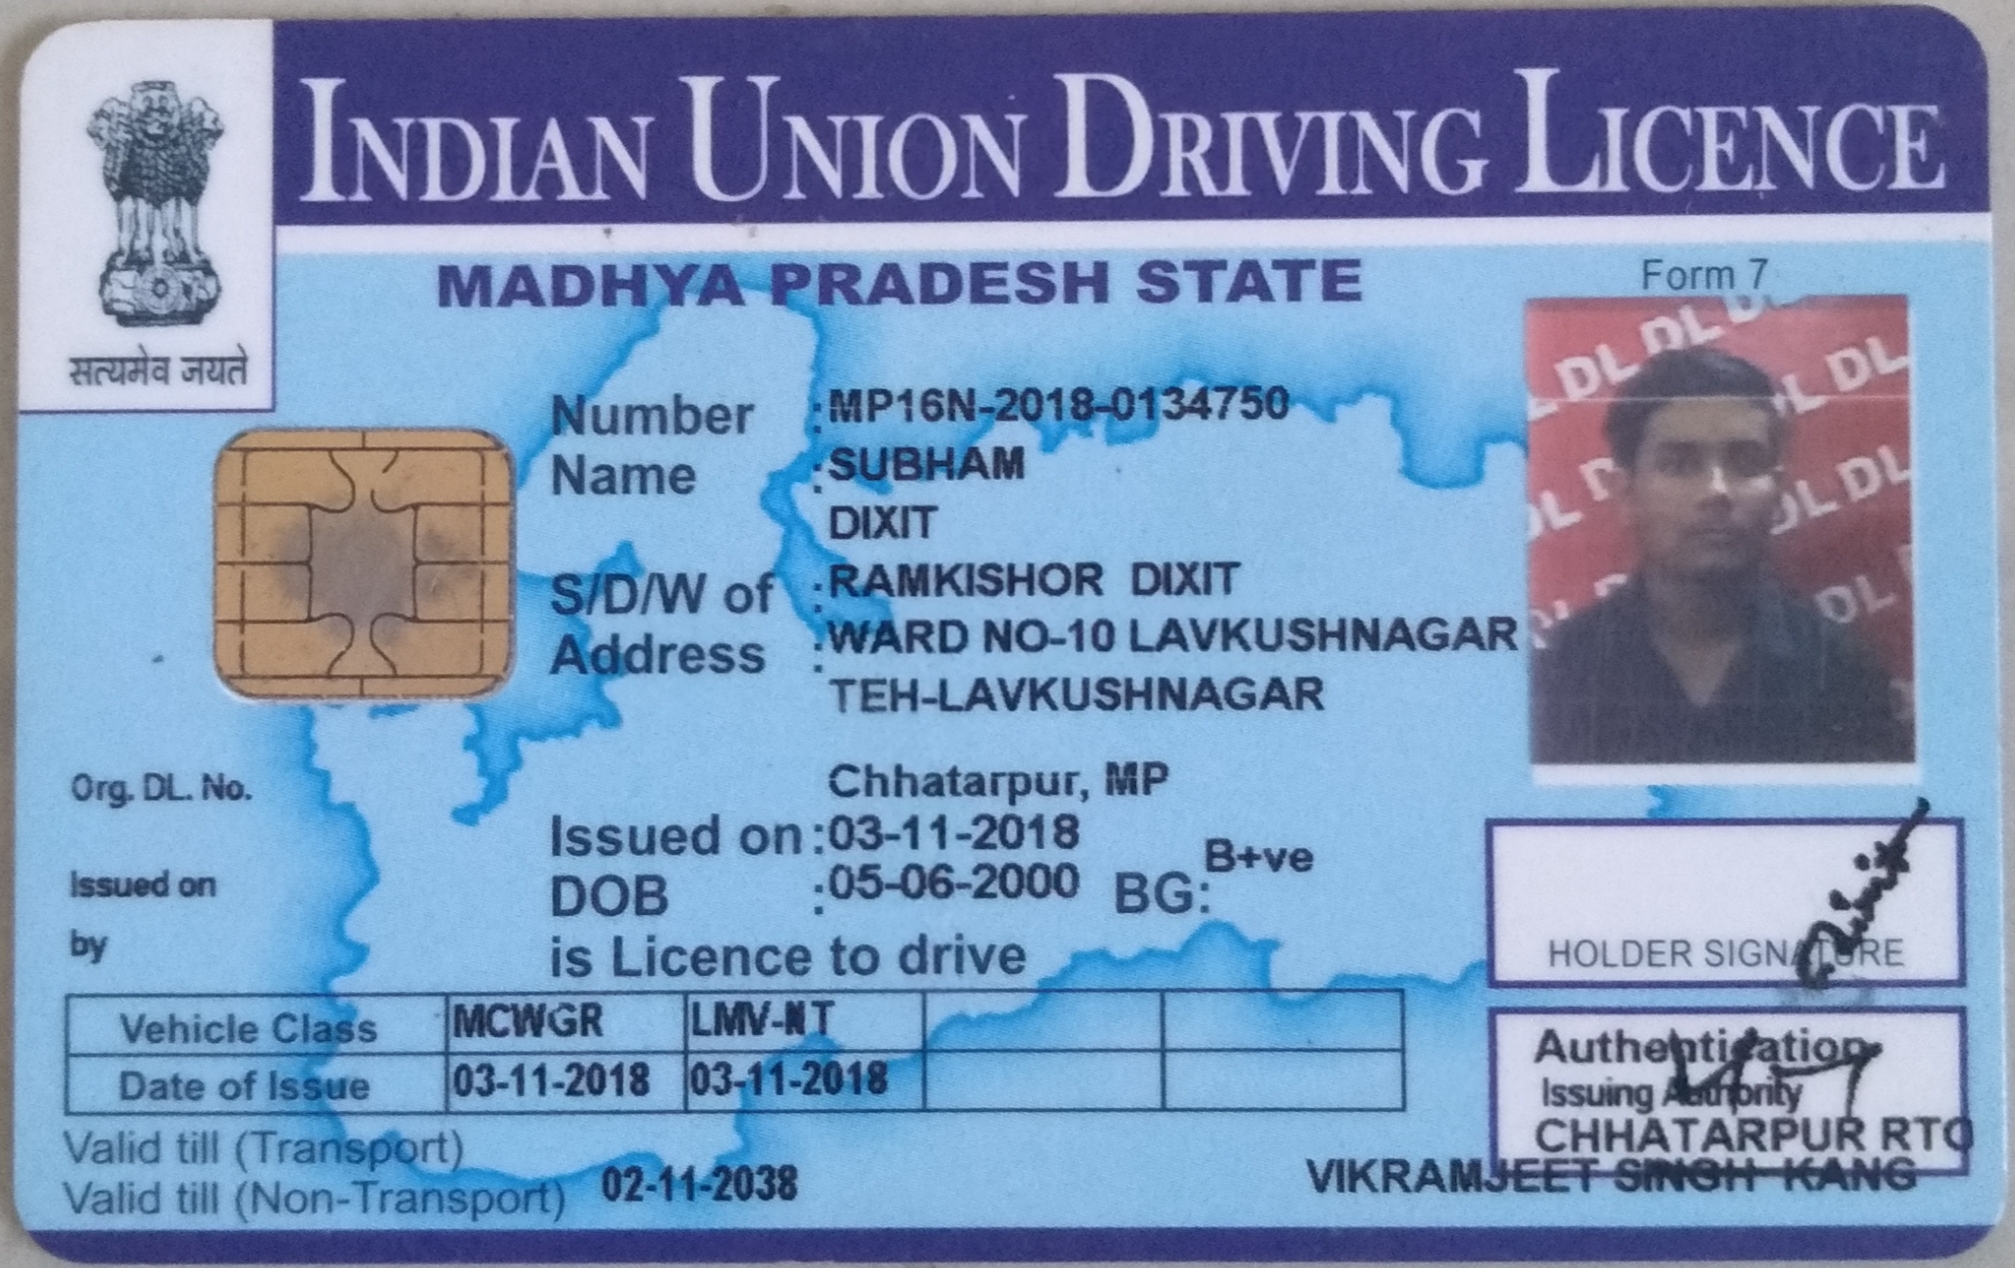 INDIAN UNION DRIVING LICENCE
सत्यमेव जयते
MADHYA PRADESH STATE
Form 7
DL DL DL
DL DL
DL DL
DL
Number :MP16N-2018-0134750
Name :SUBHAM
DIXIT
S/D/W of :RAMKISHOR DIXIT
Address :WARD NO-10 LAVKUSHNAGAR
TEH-LAVKUSHNAGAR
Chhatarpur, MP
Org. DL. No.
Issued on :03-11-2018
DOB :05-06-2000 BG: B+ve
Issued on
by
is Licence to drive
HOLDER SIGNATURE
Vehicle Class MCWGR LMV-NT
Date of Issue 03-11-2018 03-11-2018
Authentication
Issuing Authority
CHHATARPUR RTO
VIKRAMJEET SINGH KANG
Valid till (Transport)
Valid till (Non-Transport) 02-11-2038